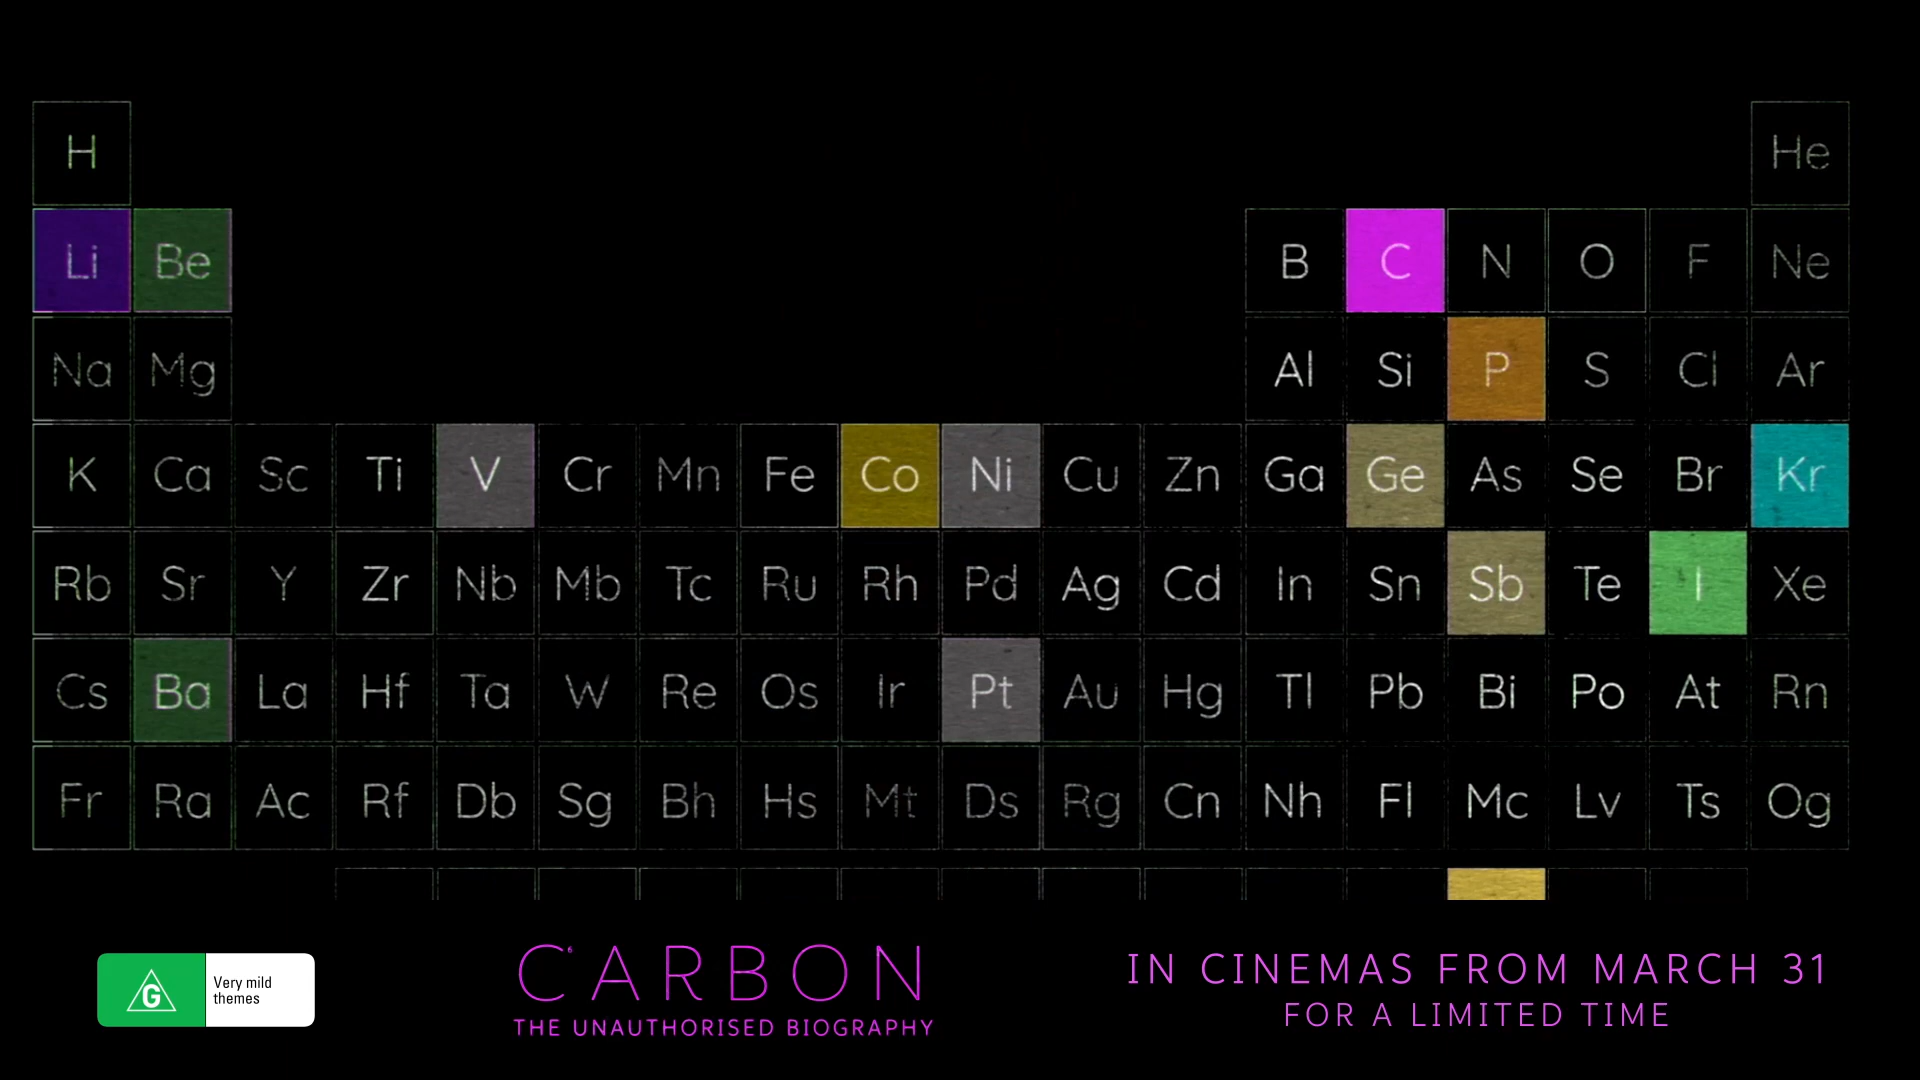 H He
Li Be B C N O F Ne
Na Mg Al Si P S Cl Ar
K Ca Sc Ti V Cr Mn Fe Co Ni Cu Zn Ga Ge As Se Br Kr
Rb Sr Y Zr Nb Mb Tc Ru Rh Pd Ag Cd In Sn Sb Te I Xe
Cs Ba La Hf Ta W Re Os Ir Pt Au Hg Tl Pb Bi Po At Rn
Fr Ra Ac Rf Db Sg Bh Hs Mt Ds Rg Cn Nh Fl Mc Lv Ts Og
G
Very mild
themes
C⁶ARBON
THE UNAUTHORISED BIOGRAPHY
IN CINEMAS FROM MARCH 31
FOR A LIMITED TIME